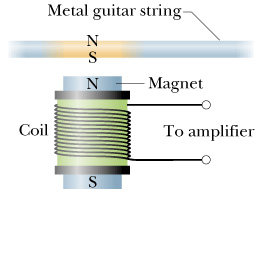 Metal guitar string
N
S
N
Magnet
Coil
To amplifier
S